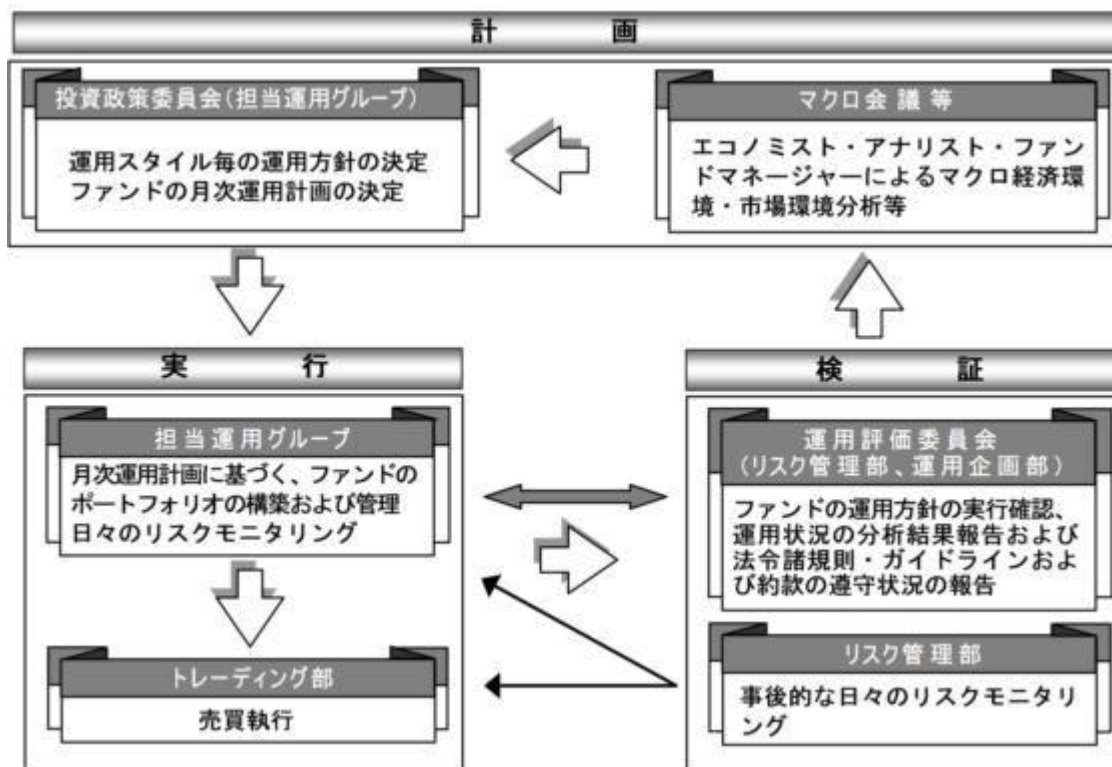 計画
投資政策委員会(担当運用グループ)
運用スタイル毎の運用方針の決定
ファンドの月次運用計画の決定
マクロ会議等
エコノミスト・アナリスト・ファン
ドマネージャーによるマクロ経済環
境・市場環境分析等
実行
担当運用グループ
月次運用計画に基づく、ファンドの
ポートフォリオの構築および管理
日々のリスクモニタリング
トレーディング部
売買執行
検証
運用評価委員会
(リスク管理部、運用企画部)
ファンドの運用方針の実行確認、
運用状況の分析結果報告および
法令諸規則・ガイドラインおよ
び約款の遵守状況の報告
リスク管理部
事後的な日々のリスクモニタリ
ング